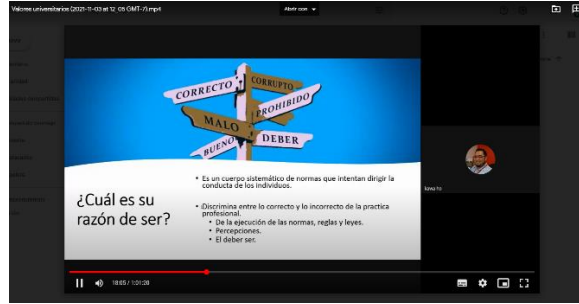 Valores universitarios (2021-11-03 at 12_05 GMT-7).mp4
Abrir con
CORRECTO
CORRUPTO
PROHIBIDO
MALO
BUENO
DEBER
¿Cuál es su
razón de ser?
• Es un cuerpo sistemático de normas que intentan dirigir la
conducta de los individuos.
• Discrimina entre lo correcto y lo incorrecto de la practica
profesional.
• De la ejecución de las normas, reglas y leyes.
• Percepciones.
• El deber ser.
18:05 / 1:01:20